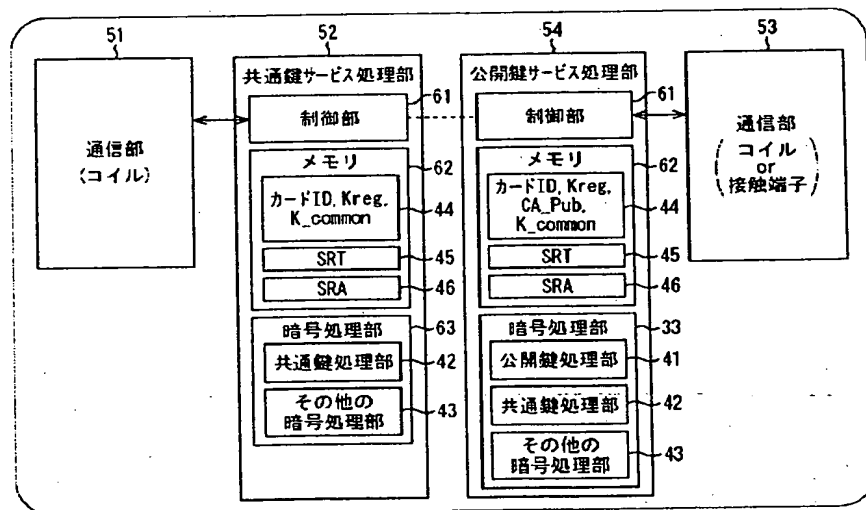 51
52
54
53
通信部
(コイル)
共通鍵サービス処理部
61
制御部
メモリ
62
カードID, Kreg,
K_common
44
SRT
45
SRA
46
暗号処理部
63
共通鍵処理部
42
その他の
暗号処理部
43
公開鍵サービス処理部
61
制御部
メモリ
62
カードID, Kreg,
CA_Pub,
K_common
44
SRT
45
SRA
46
暗号処理部
33
公開鍵処理部
41
共通鍵処理部
42
その他の
暗号処理部
43
通信部
(コイル
or
接触端子)